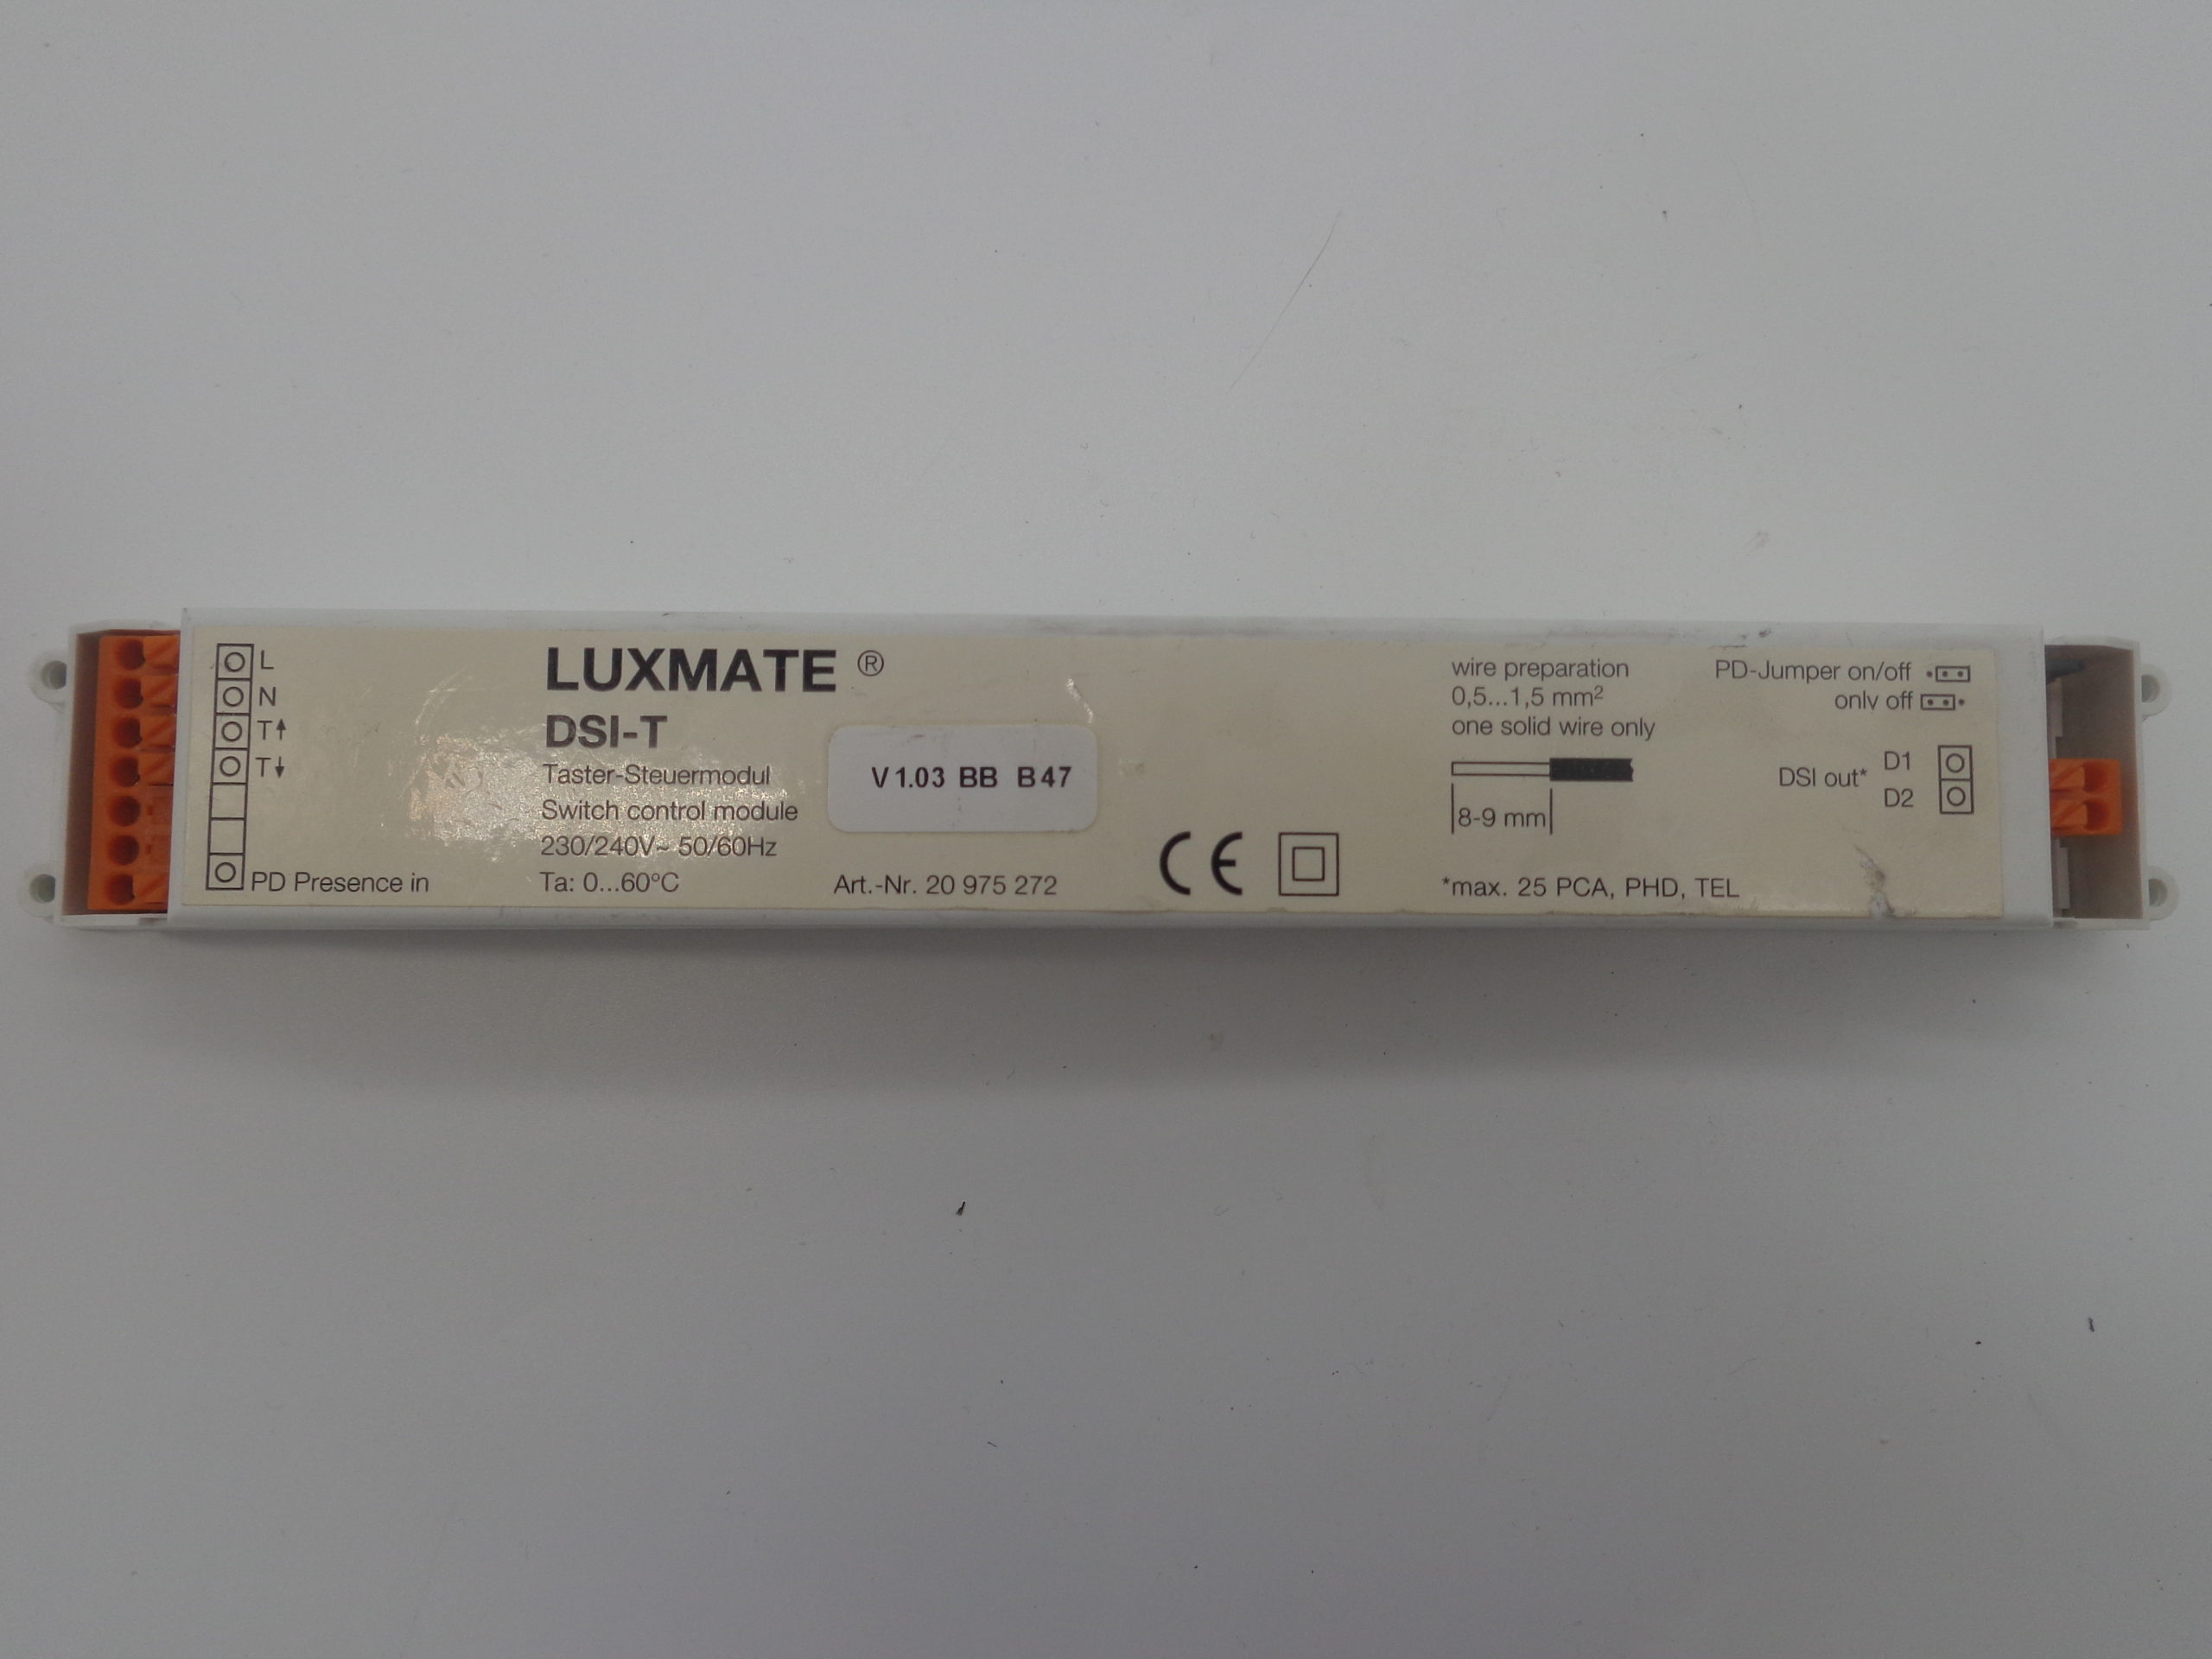 L
N
T↑
T↓
PD Presence in
LUXMATE ®
DSI-T
Taster-Steuermodul
Switch control module
230/240V~ 50/60Hz
Ta: 0...60°C
V1.03 BB B47
Art.-Nr. 20 975 272
CE
wire preparation
0,5...1,5 mm²
one solid wire only
8-9 mm
*max. 25 PCA, PHD, TEL
PD-Jumper on/off
only off
DSI out*
D1
D2